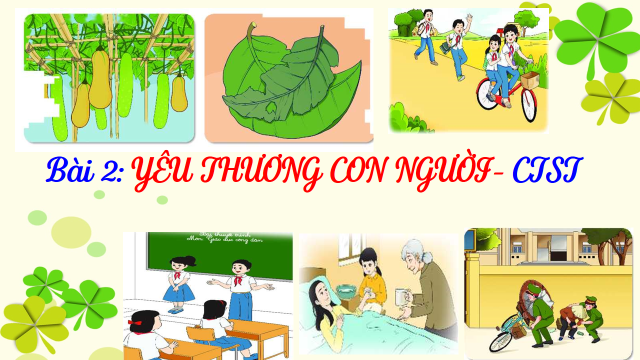 Bài 2: YÊU THƯƠNG CON NGƯỜI- CTST